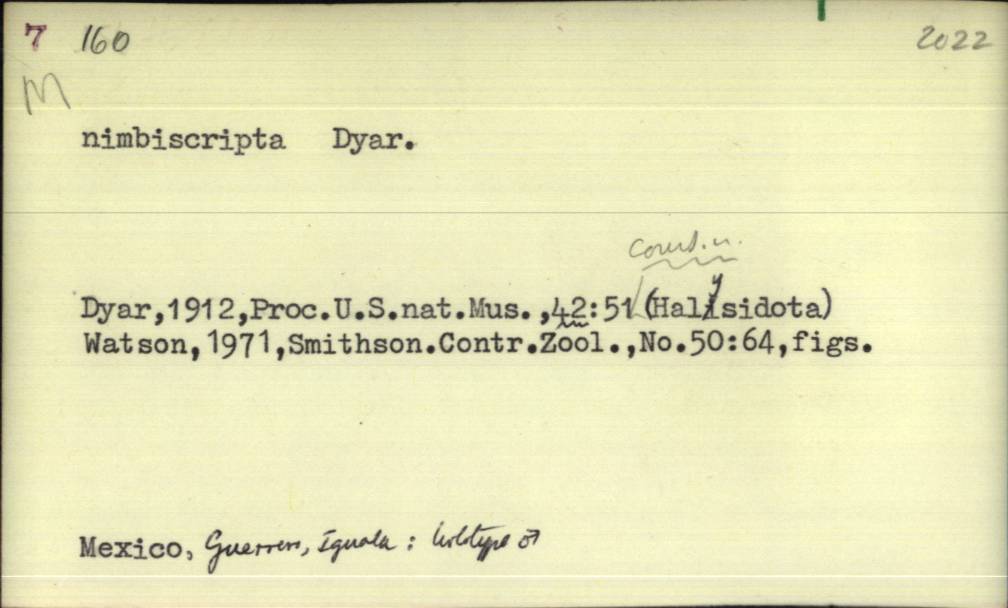 7 160 2022
M
nimbiscripta Dyar.
Dyar,1912,Proc.U.S.nat.Mus.,42:51 (Halysidota)
Watson,1971,Smithson.Contr.Zool.,No.50:64,figs.
Mexico, Guerrero, Iguala : holotype ♂